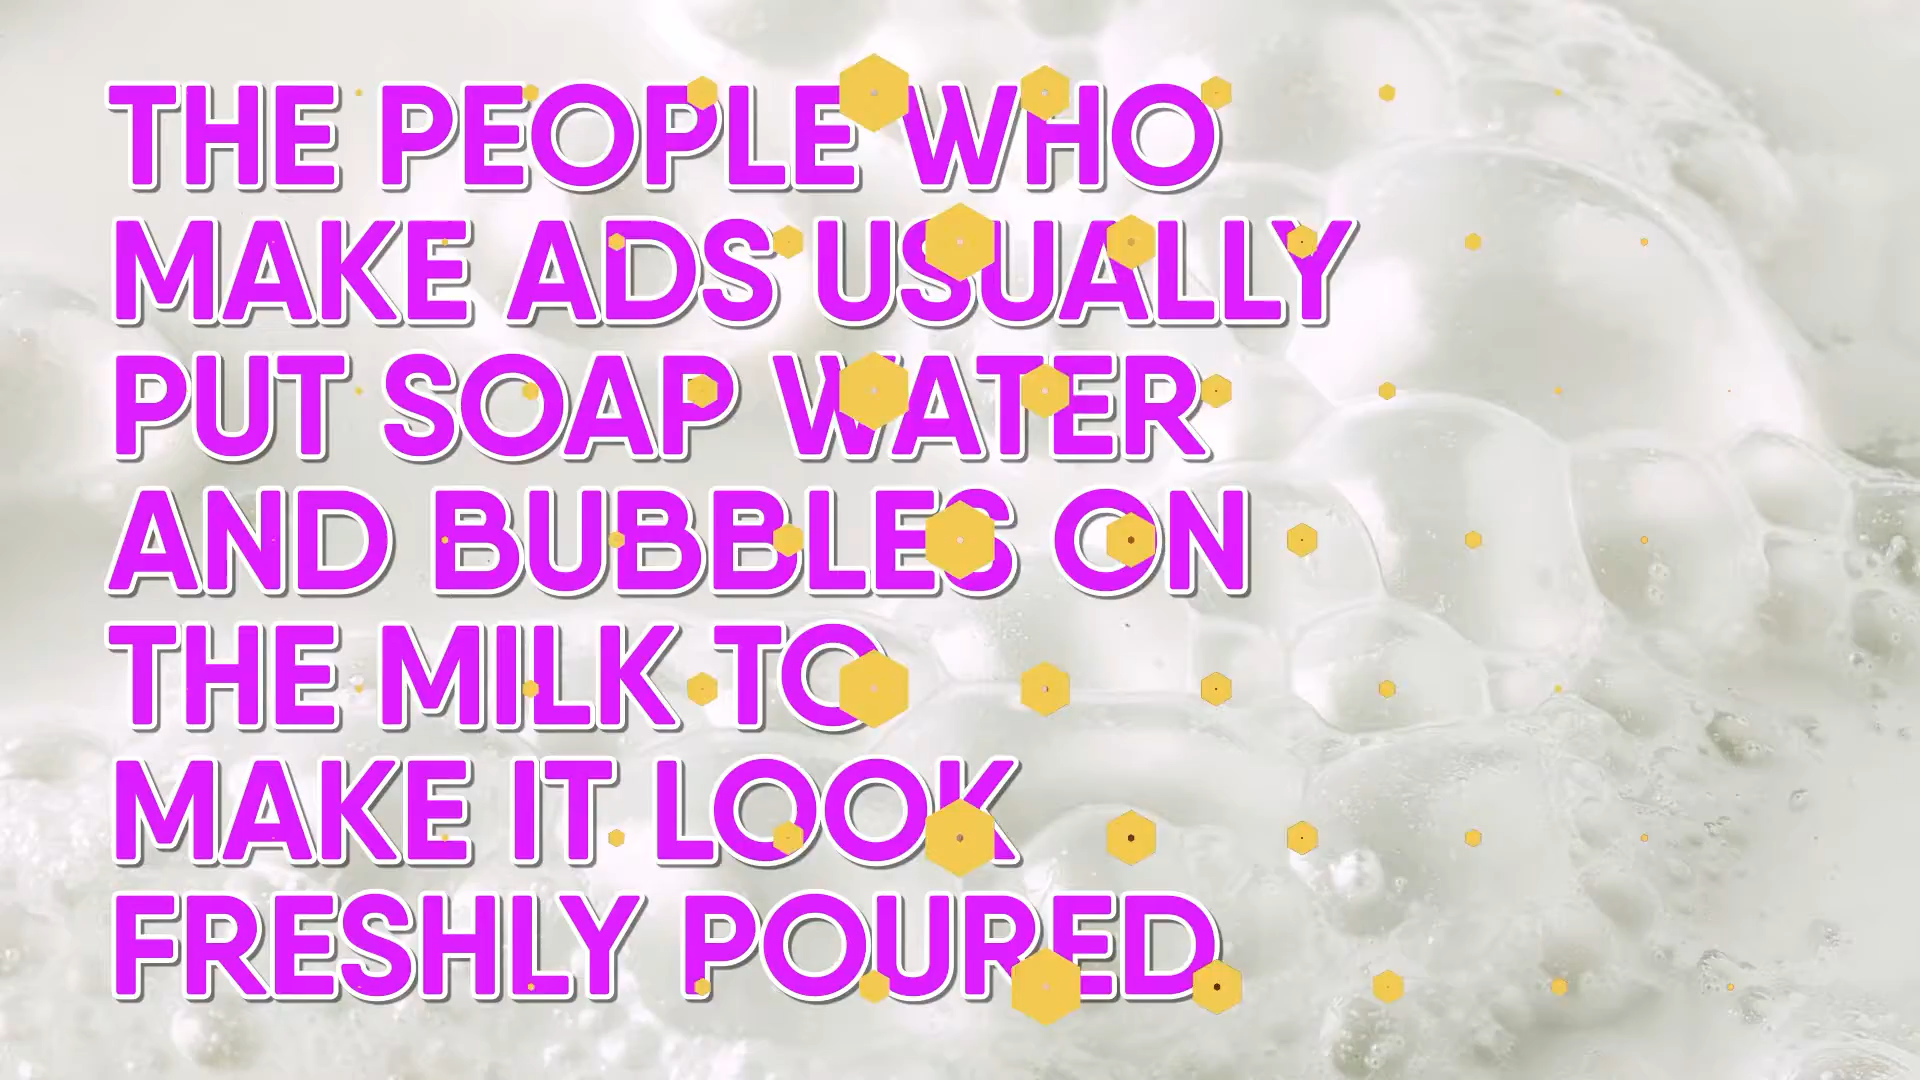 THE PEOPLE WHO
MAKE ADS USUALLY
PUT SOAP WATER
AND BUBBLES ON
THE MILK TO
MAKE IT LOOK
FRESHLY POURED